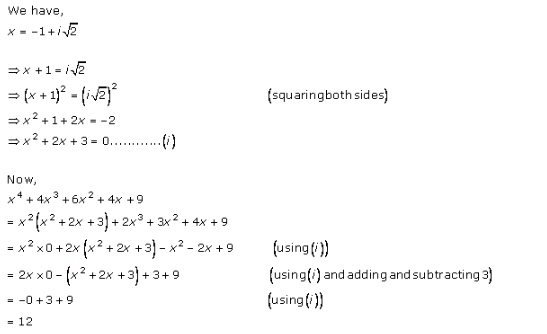 We have,
x = −1 + i√2
⇒ x + 1 = i√2
⇒ (x + 1)² = (i√2)² (squaring both sides)
⇒ x² + 1 + 2x = −2
⇒ x² + 2x + 3 = 0............(i)
Now,
x⁴ + 4x³ + 6x² + 4x + 9
= x²(x² + 2x + 3) + 2x³ + 3x² + 4x + 9
= x² × 0 + 2x(x² + 2x + 3) − x² − 2x + 9 (using(i))
= 2x × 0 − (x² + 2x + 3) + 3 + 9 (using(i) and adding and subtracting 3)
= −0 + 3 + 9 (using(i))
= 12